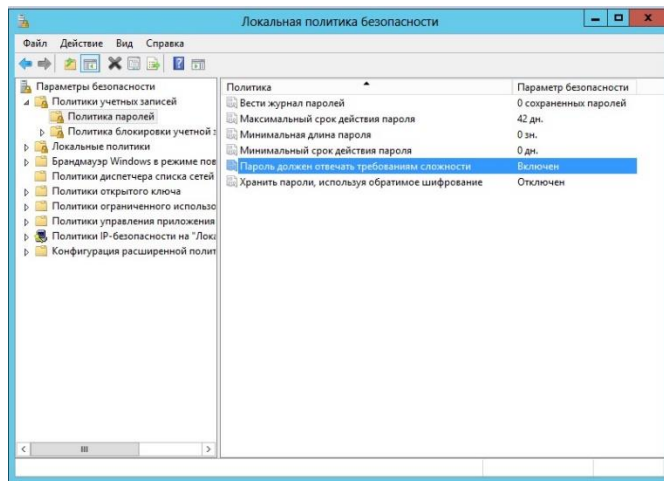 Локальная политика безопасности
Файл Действие Вид Справка
Параметры безопасности
Политики учетных записей
Политика паролей
Политика блокировки учетной
Локальные политики
Брандмауэр Windows в режиме пов
Политики диспетчера списка сетей
Политики открытого ключа
Политики ограниченного использо
Политики управления приложения
Политики IP-безопасности на "Лока
Конфигурация расширенной полит
Политика Параметр безопасности
Вести журнал паролей 0 сохраненных паролей
Максимальный срок действия пароля 42 дн.
Минимальная длина пароля 0 зн.
Минимальный срок действия пароля 0 дн.
Пароль должен отвечать требованиям сложности Включен
Хранить пароли, используя обратимое шифрование Отключен